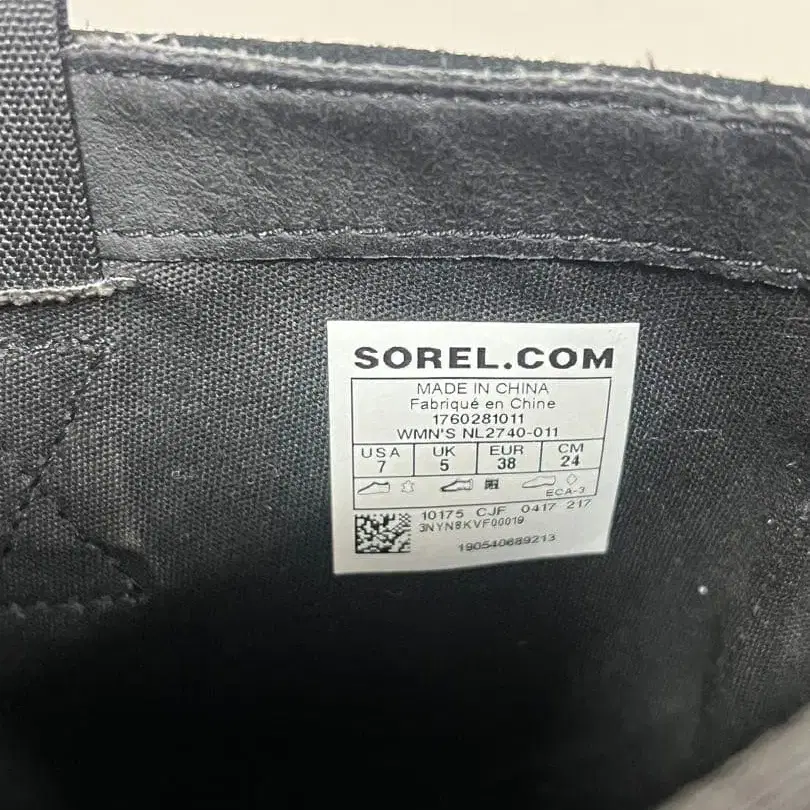 SOREL.COM
MADE IN CHINA
Fabriqué en Chine
1760281011
WMN'S NL2740-011
USA UK EUR CM
7 5 38 24
ECA-3
10175 CJF 0417 217
3NYN8KVF00019
190540689213